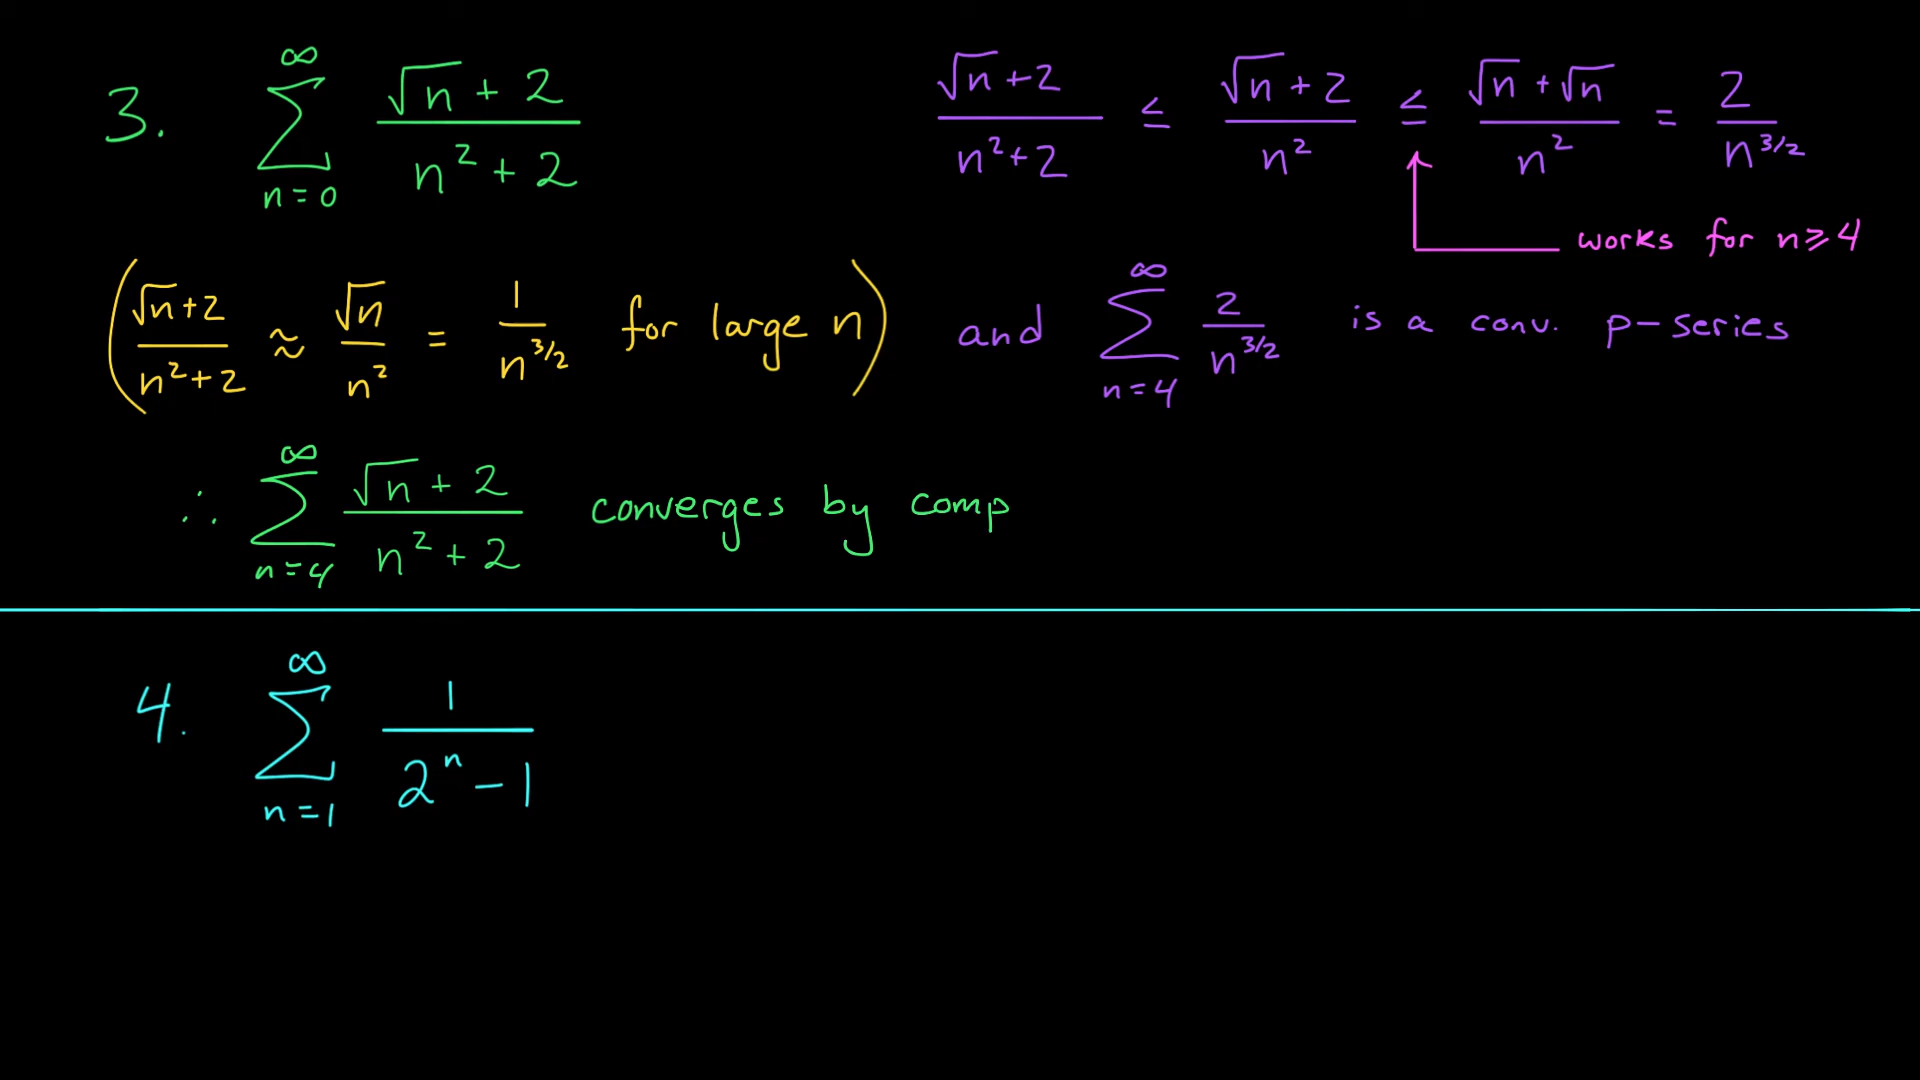 3. ∞ ∑ n=0 (√n + 2)/(n² + 2)
(√n+2)/(n²+2) ≤ (√n+2)/n² ≤ (√n+√n)/n² = 2/n^(3/2)
works for n⩾4
((√n+2)/(n²+2) ≈ √n/n² = 1/n^(3/2) for large n)
and ∞ ∑ n=4 2/n^(3/2) is a conv. p-series
∴ ∞ ∑ n=4 (√n + 2)/(n² + 2) converges by comp
4. ∞ ∑ n=1 1/(2ⁿ - 1)